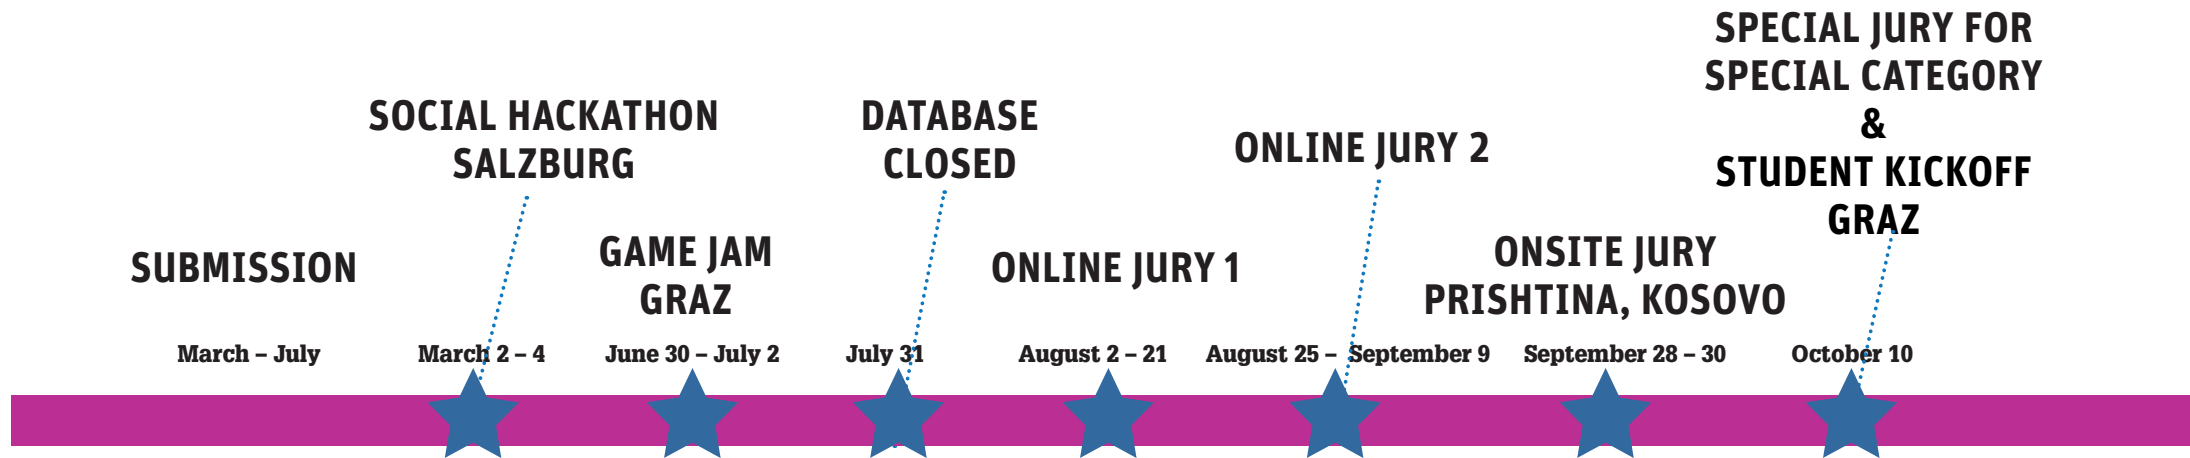 SUBMISSION
March – July
SOCIAL HACKATHON
SALZBURG
March 2 – 4
GAME JAM
GRAZ
June 30 – July 2
DATABASE
CLOSED
July 31
ONLINE JURY 1
August 2 – 21
ONLINE JURY 2
August 25 – September 9
ONSITE JURY
PRISHTINA, KOSOVO
September 28 – 30
SPECIAL JURY FOR
SPECIAL CATEGORY
&
STUDENT KICKOFF
GRAZ
October 10